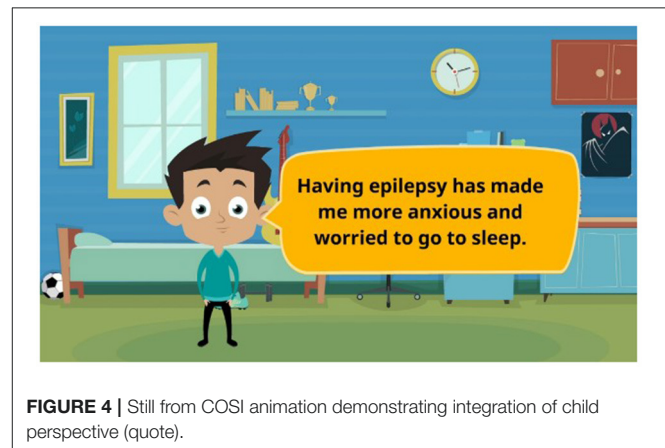 Having epilepsy has made
me more anxious and
worried to go to sleep.
FIGURE 4 | Still from COSI animation demonstrating integration of child
perspective (quote).